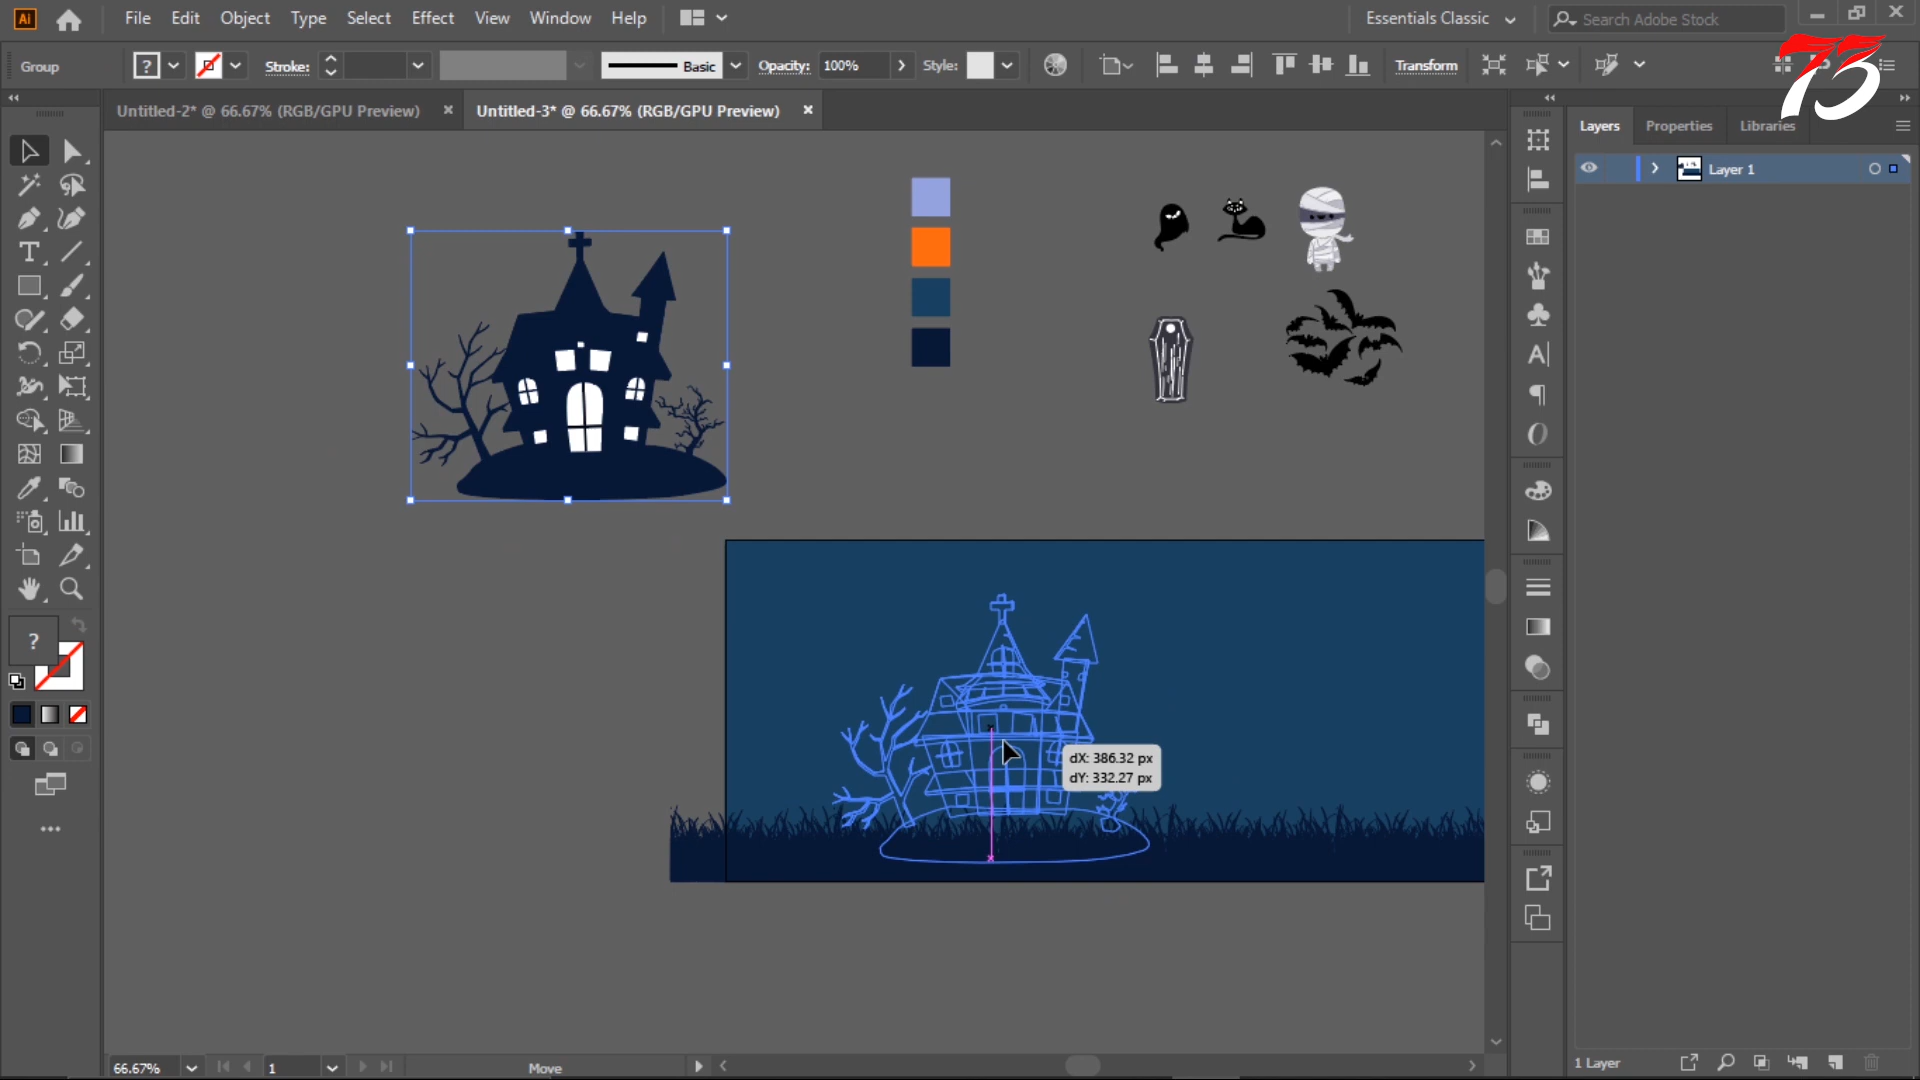 Ai File Edit Object Type Select Effect View Window Help Essentials Classic Search Adobe Stock
Group ? Stroke: Basic Opacity: 100% Style: Transform
73
Untitled-2* @ 66.67% (RGB/GPU Preview) Untitled-3* @ 66.67% (RGB/GPU Preview)
Layers Properties Libraries
Layer 1
?
dX: 386.32 px
dY: 332.27 px
66.67% 1 Move
1 Layer